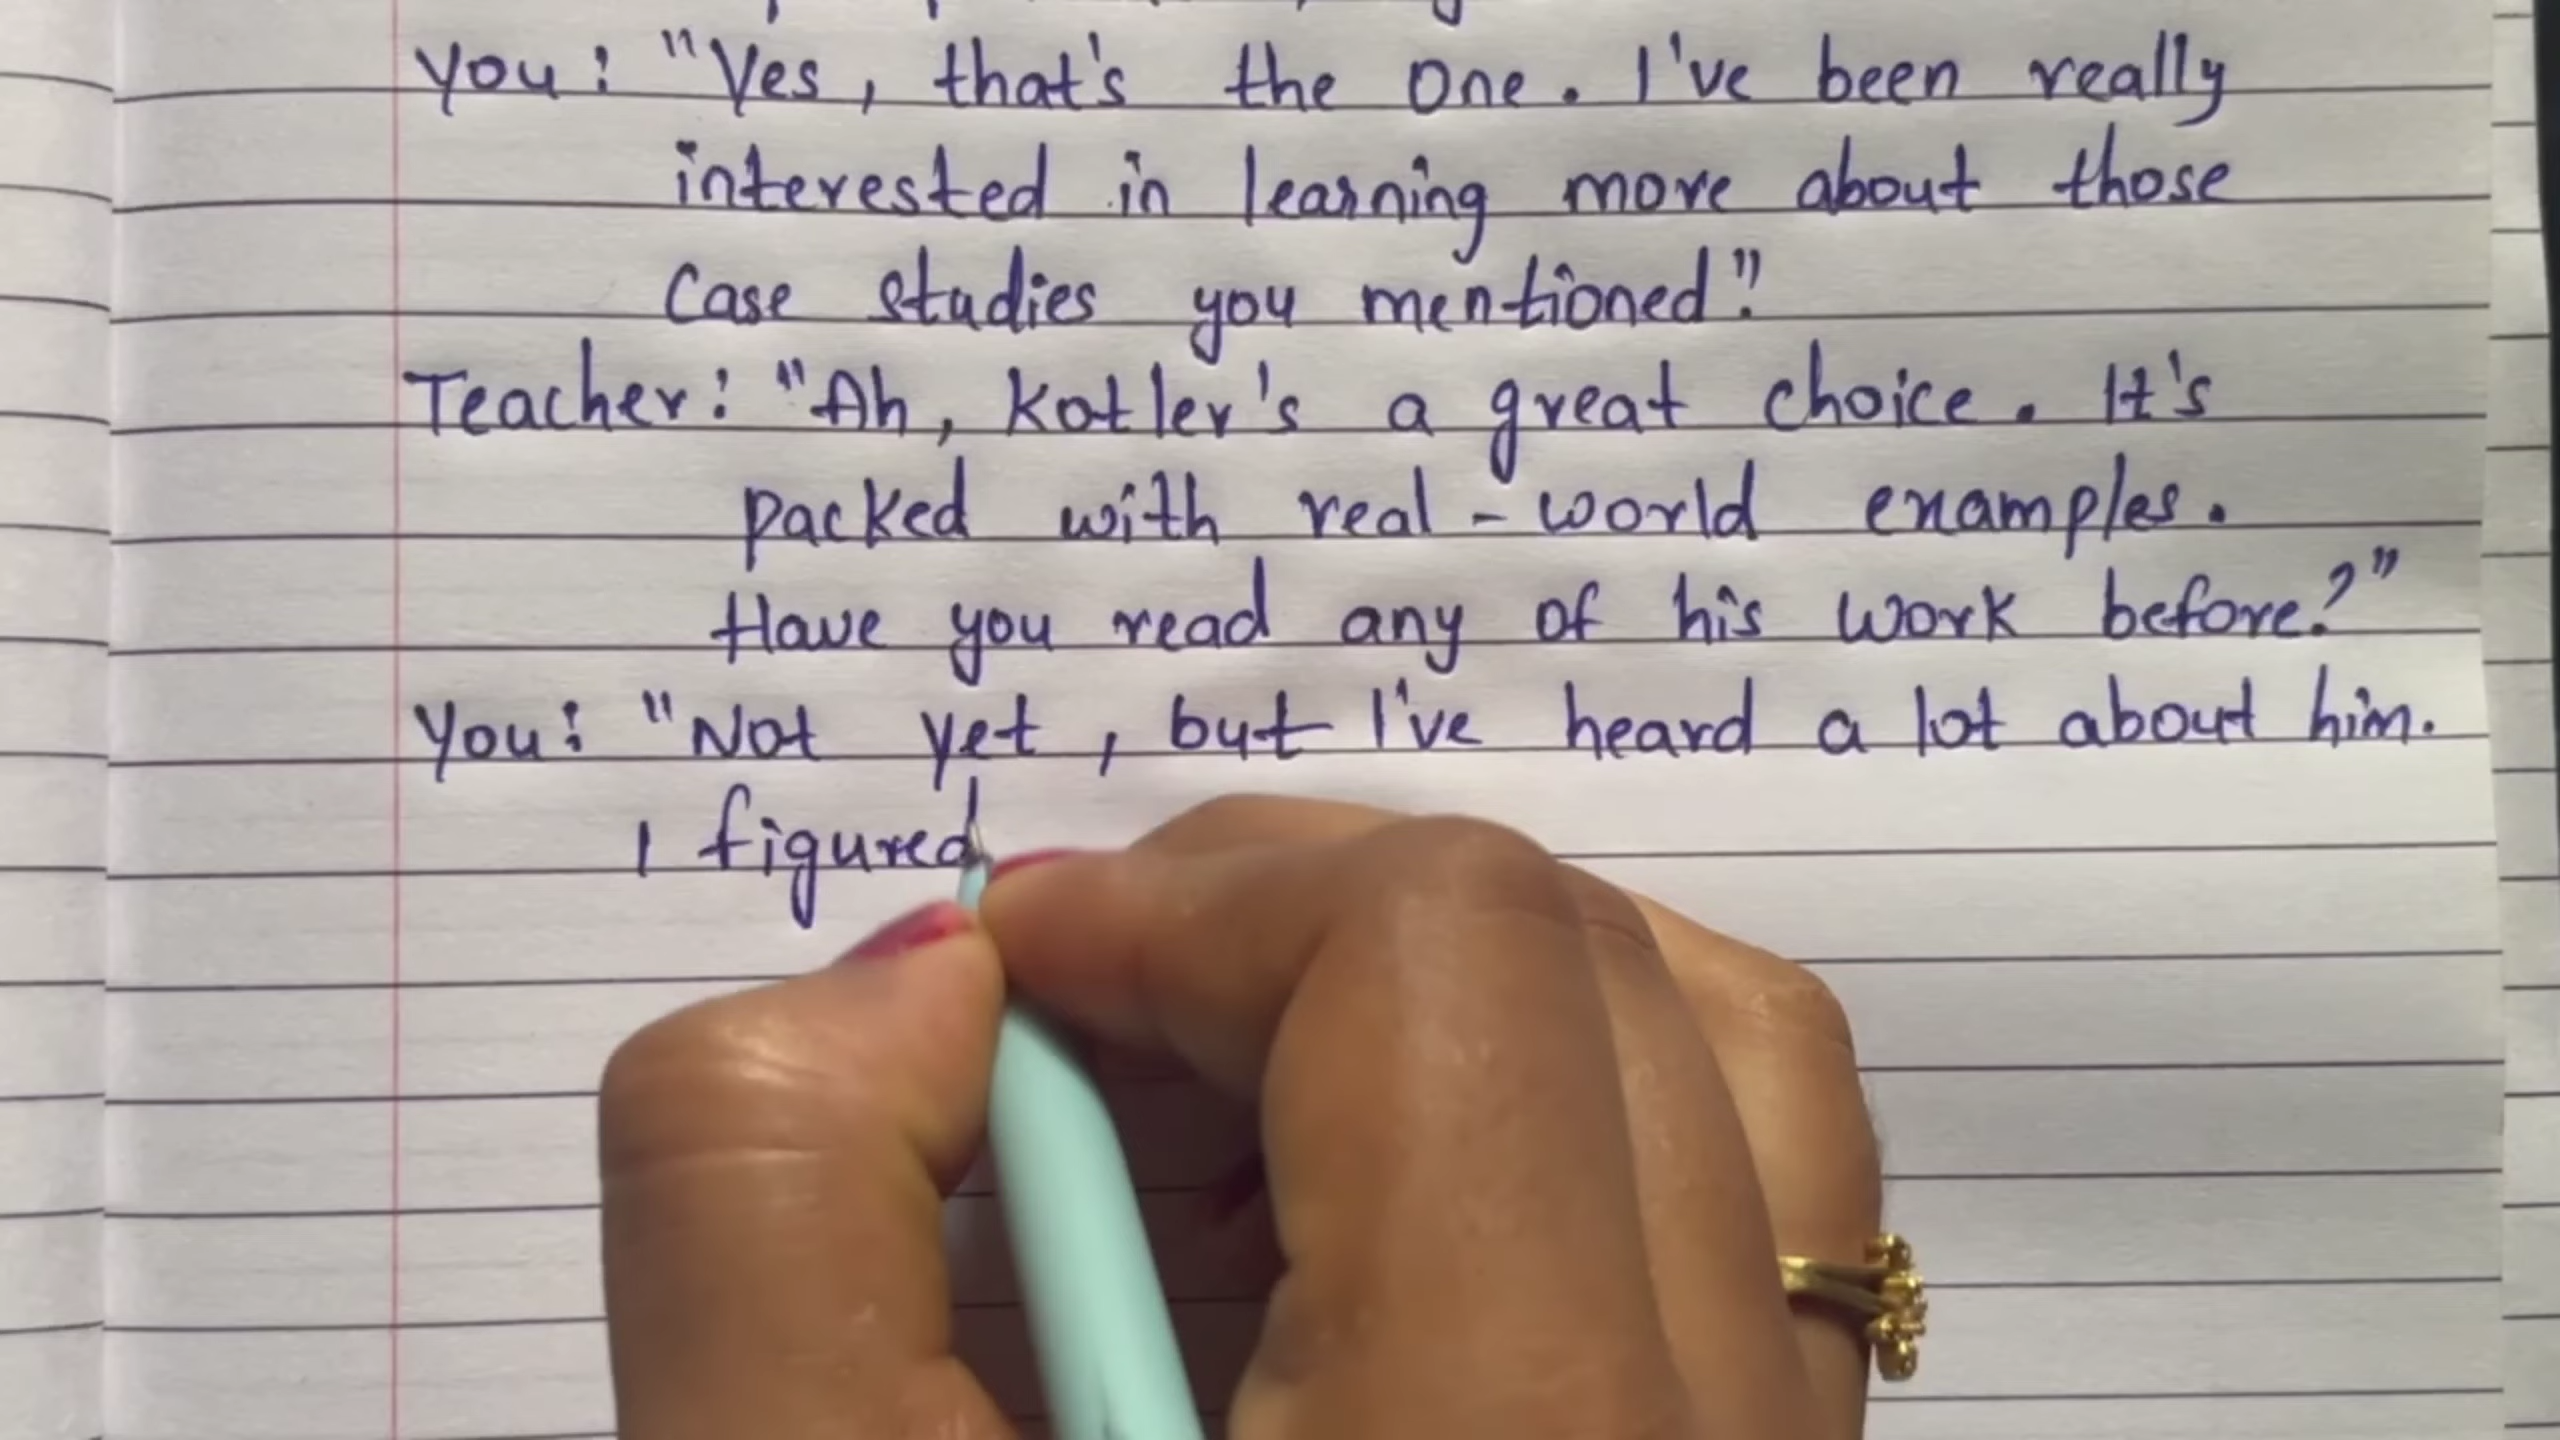 You: "Yes, that's the one. I've been really
interested in learning more about those
case studies you mentioned."
Teacher: "Ah, Kotler's a great choice. It's
packed with real-world examples.
Have you read any of his work before?"
You: "Not yet, but I've heard a lot about him.
I figured